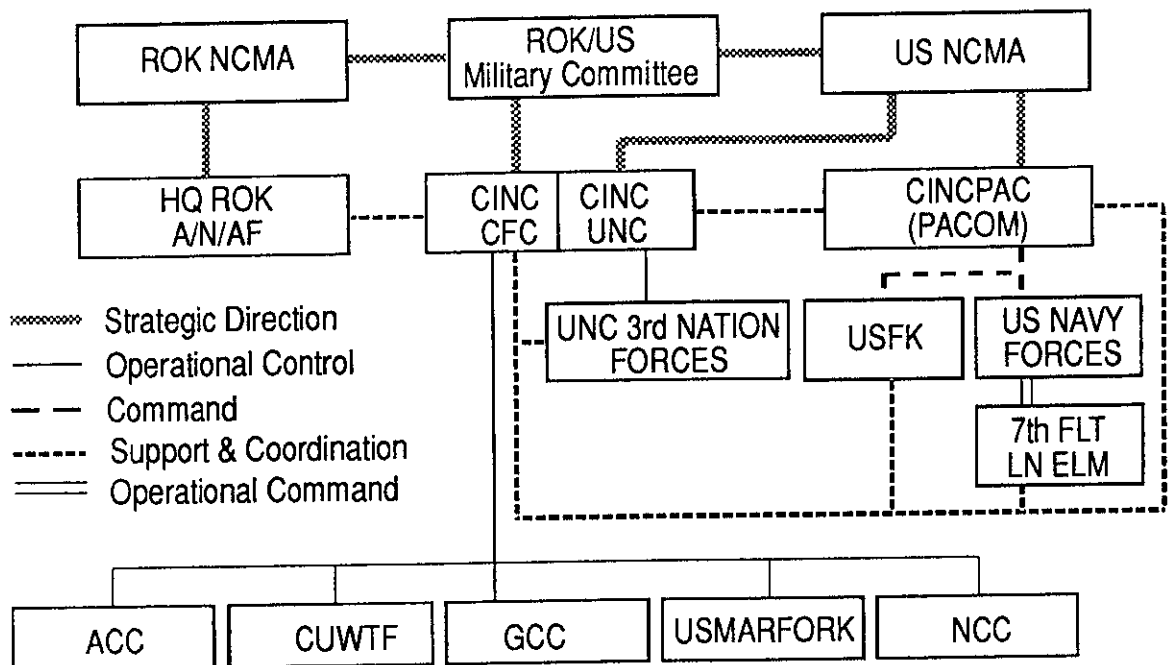 ROK NCMA
ROK/US
Military Committee
US NCMA
HQ ROK
A/N/AF
CINC
CFC
CINC
UNC
CINCPAC
(PACOM)
Strategic Direction
Operational Control
Command
Support & Coordination
Operational Command
UNC 3rd NATION
FORCES
USFK
US NAVY
FORCES
7th FLT
LN ELM
ACC
CUWTF
GCC
USMARFORK
NCC